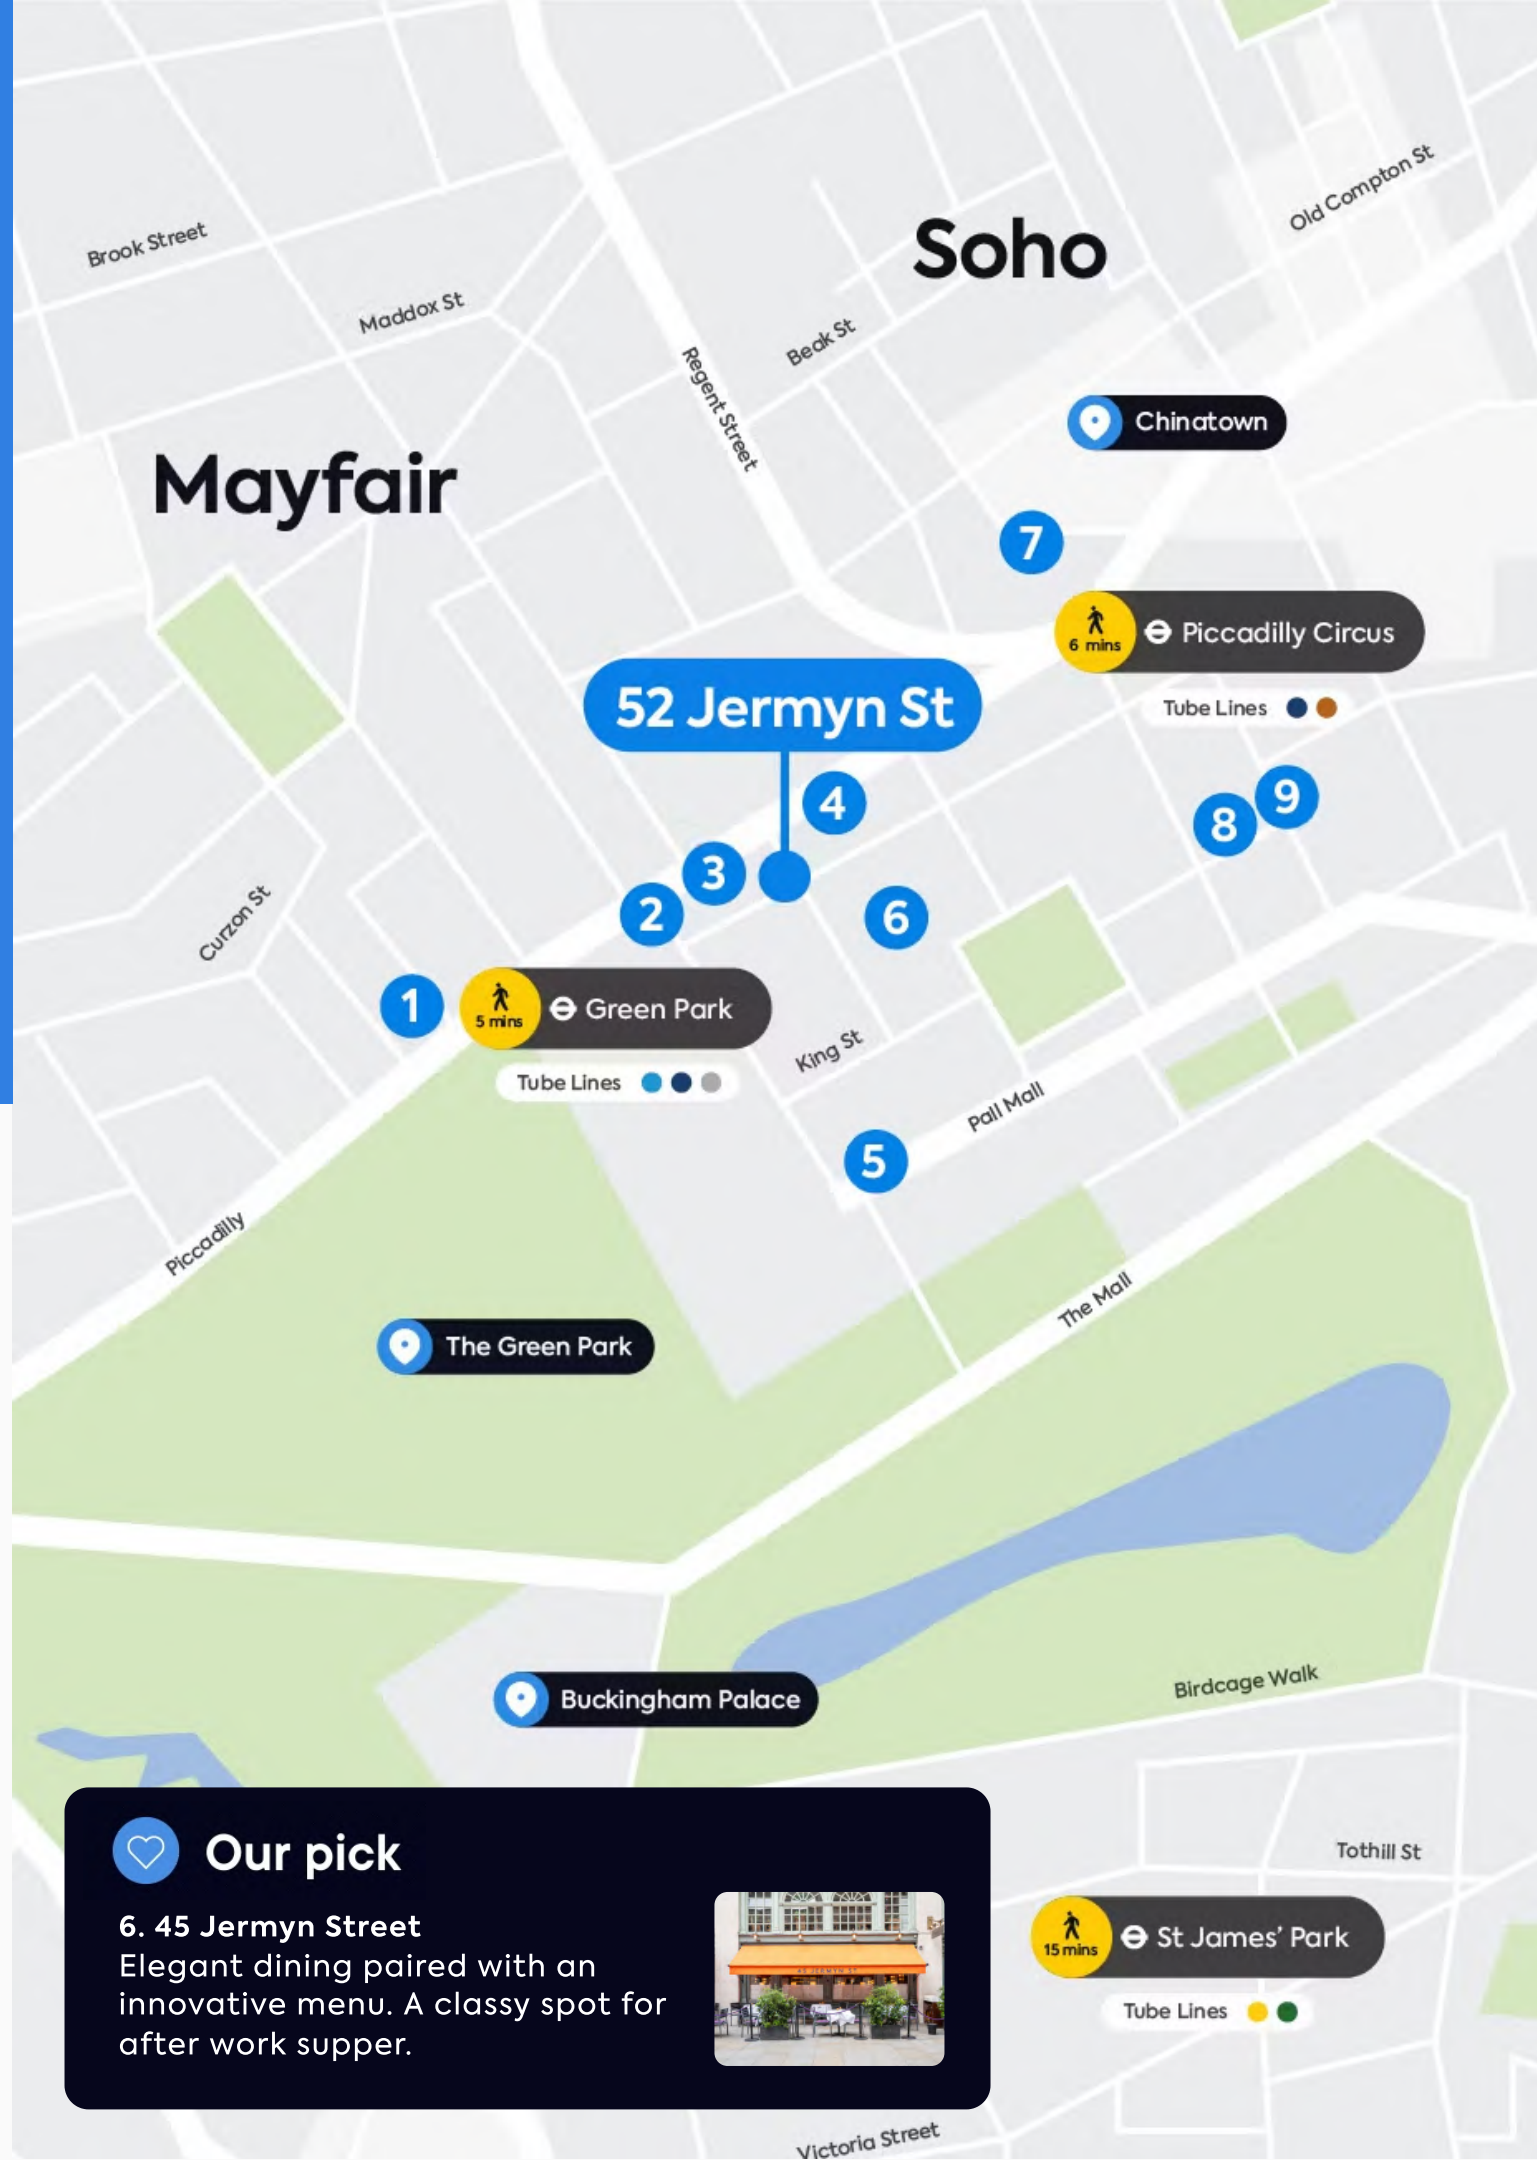 Old Compton St
Soho
Brook Street
Maddox St
Beak St
Regent Street
Chinatown
Mayfair
7
6 mins
Piccadilly Circus
52 Jermyn St
Tube Lines
4
9
8
3
2
6
Curzon St
1
5 mins
Green Park
King St
Tube Lines
Pall Mall
5
Piccadilly
The Mall
The Green Park
Birdcage Walk
Buckingham Palace
Our pick
Tothill St
6. 45 Jermyn Street
Elegant dining paired with an
innovative menu. A classy spot for
after work supper.
45 JERMYN ST
15 mins
St James’ Park
Tube Lines
Victoria Street